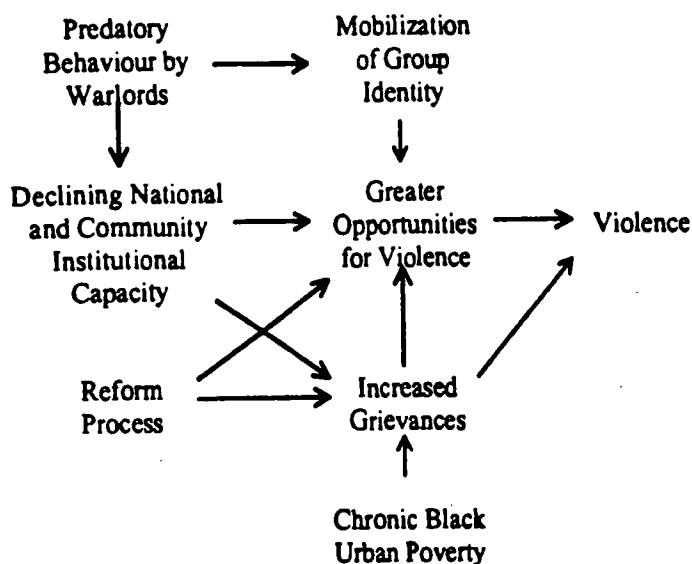 Predatory
Behaviour by
Warlords
Mobilization
of Group
Identity
Declining National
and Community
Institutional
Capacity
Greater
Opportunities
for Violence
Violence
Reform
Process
Increased
Grievances
Chronic Black
Urban Poverty